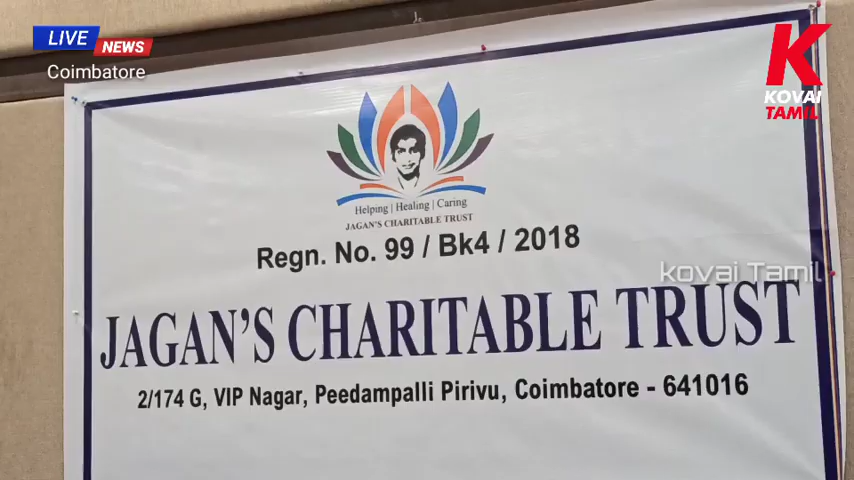 LIVE NEWS
Coimbatore
K
KOVAI
TAMIL
Helping | Healing | Caring
JAGAN'S CHARITABLE TRUST
Regn. No. 99 / Bk4 / 2018
kovai Tamil
JAGAN'S CHARITABLE TRUST
2/174 G, VIP Nagar, Peedampalli Pirivu, Coimbatore - 641016